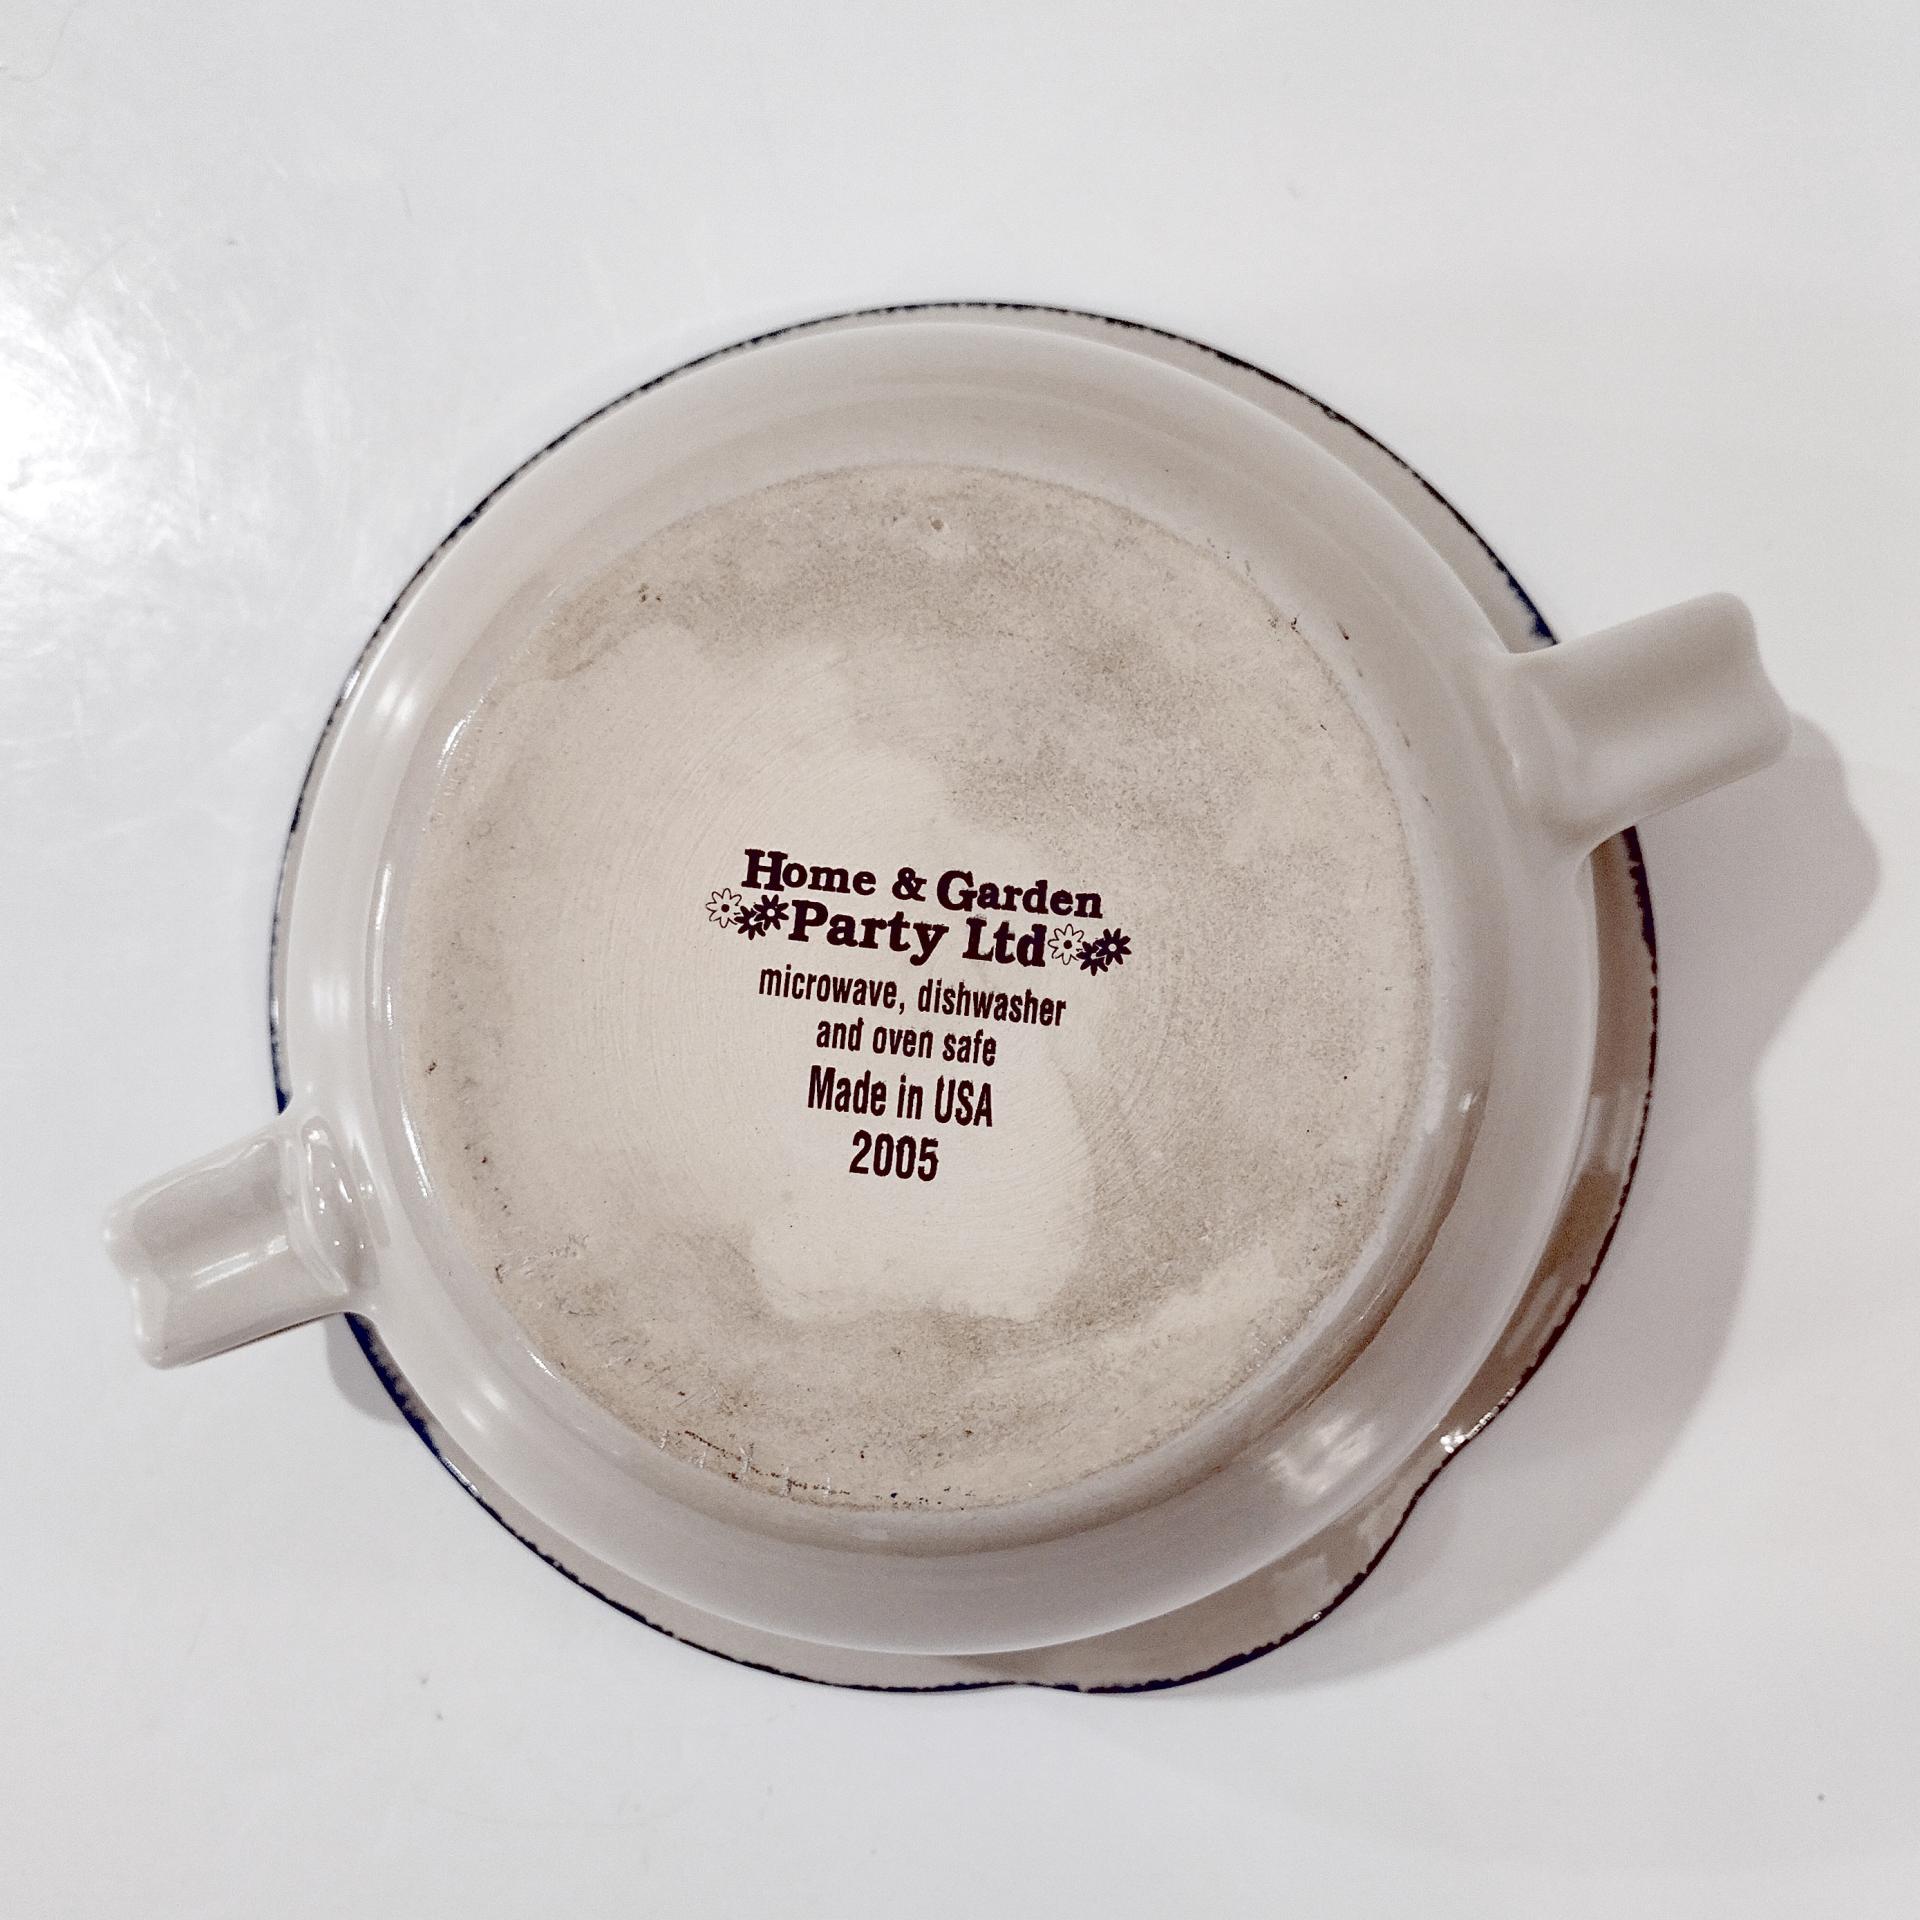 Home & Garden
Party Ltd
microwave, dishwasher
and oven safe
Made in USA
2005